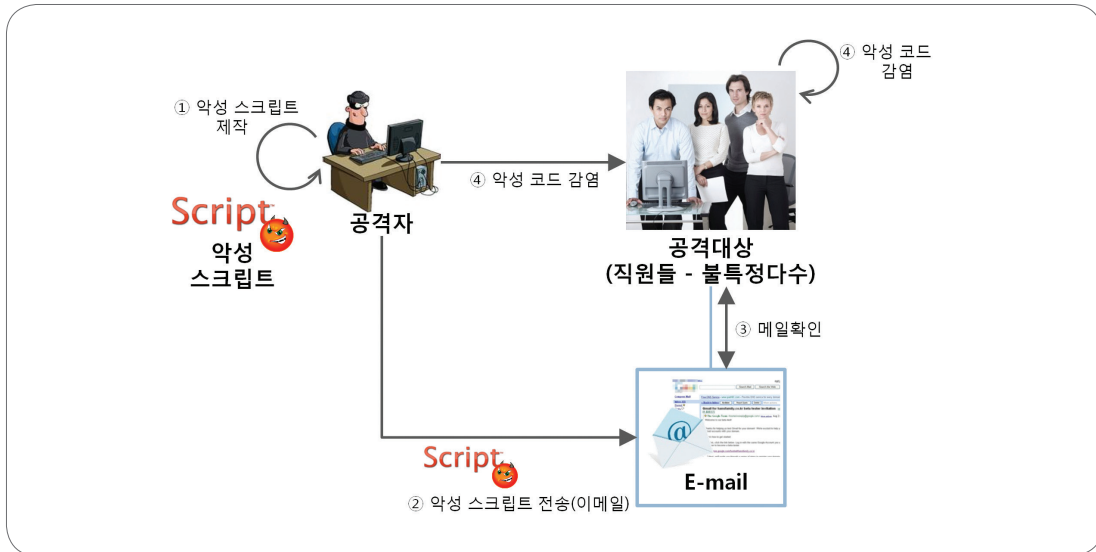 ① 악성 스크립트
제작
Script
악성
스크립트
공격자
④ 악성 코드 감염
④ 악성 코드
감염
공격대상
(직원들 - 불특정다수)
③ 메일확인
@
E-mail
Script
② 악성 스크립트 전송(이메일)